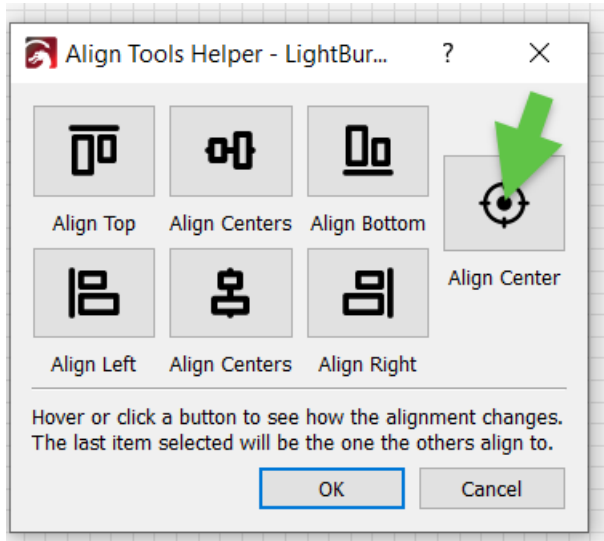 Align Tools Helper - LightBur...
?
Align Top
Align Centers
Align Bottom
Align Center
Align Left
Align Centers
Align Right
Hover or click a button to see how the alignment changes.
The last item selected will be the one the others align to.
OK
Cancel